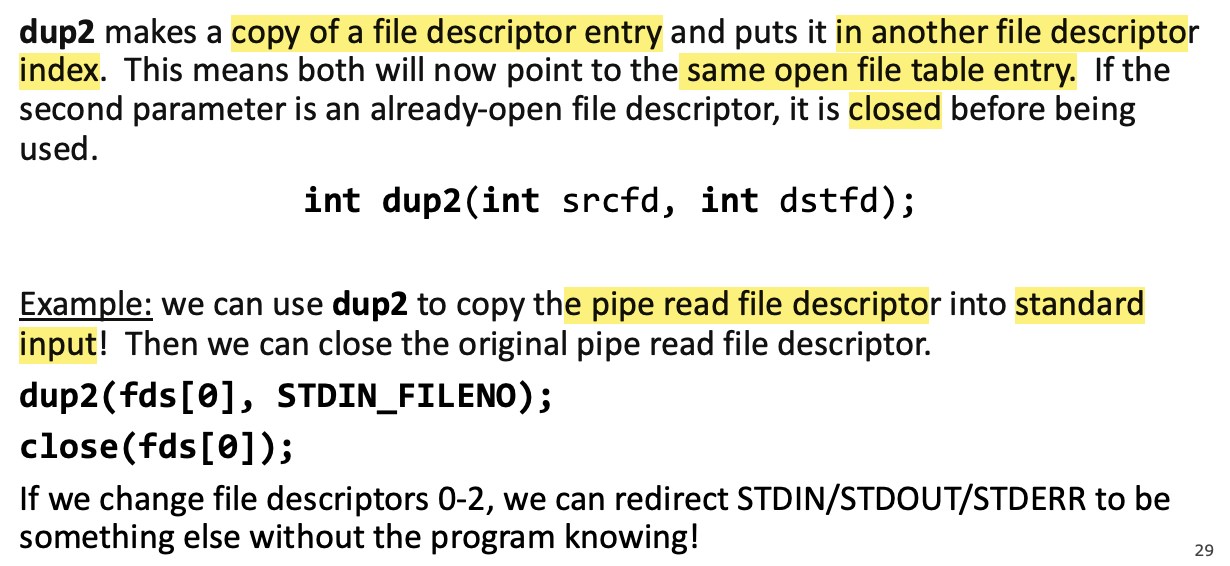 dup2 makes a copy of a file descriptor entry and puts it in another file descriptor
index. This means both will now point to the same open file table entry. If the
second parameter is an already-open file descriptor, it is closed before being
used.
int dup2(int srcfd, int dstfd);
Example: we can use dup2 to copy the pipe read file descriptor into standard
input! Then we can close the original pipe read file descriptor.
dup2(fds[0], STDIN_FILENO);
close(fds[0]);
If we change file descriptors 0-2, we can redirect STDIN/STDOUT/STDERR to be
something else without the program knowing!
29